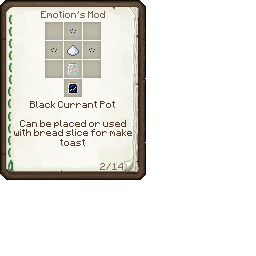 Emotion's Mod
Black Currant Pot
Can be placed or used
with bread slice for make
toast
2/14